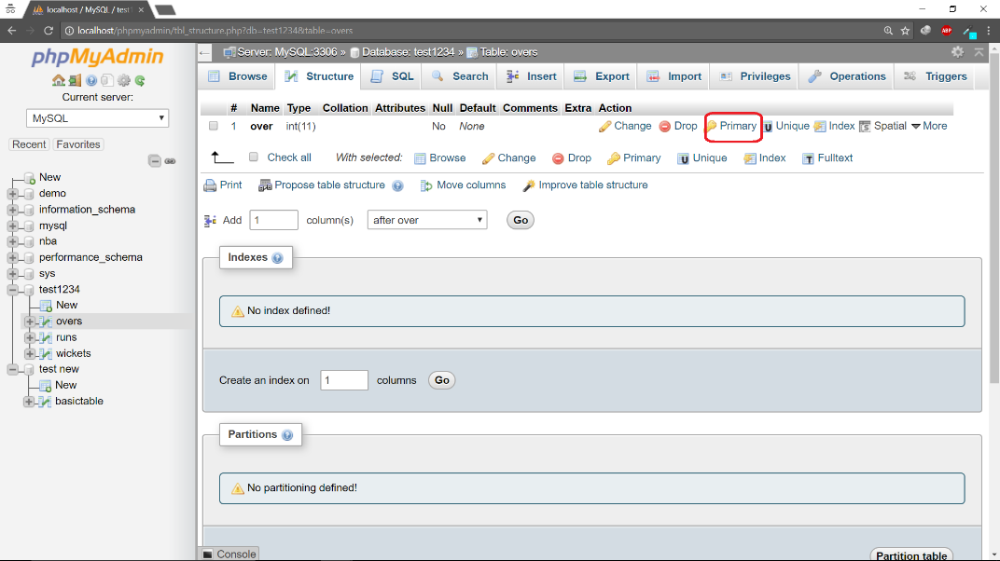 localhost / MySQL / test1
localhost/phpmyadmin/tbl_structure.php?db=test1234&table=overs
ABP
phpMyAdmin
Current server:
MySQL
Recent Favorites
New
demo
information_schema
mysql
nba
performance_schema
sys
test1234
New
overs
runs
wickets
test new
New
basictable
Server: MySQL:3306 » Database: test1234 » Table: overs
Browse Structure SQL Search Insert Export Import Privileges Operations Triggers
# Name Type Collation Attributes Null Default Comments Extra Action
1 over int(11) No None Change Drop Primary Unique Index Spatial More
Check all With selected: Browse Change Drop Primary Unique Index Fulltext
Print Propose table structure Move columns Improve table structure
Add 1 column(s) after over Go
Indexes
No index defined!
Create an index on 1 columns Go
Partitions
No partitioning defined!
Partition table
Console